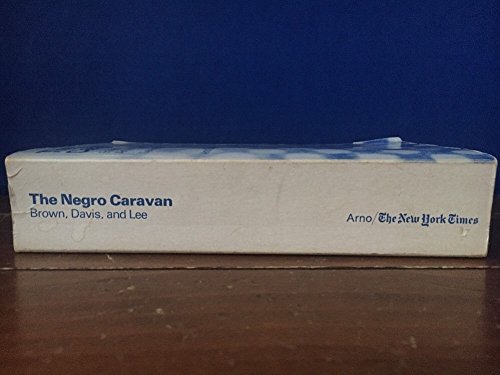 The Negro Caravan
Brown, Davis, and Lee
Arno/The New York Times